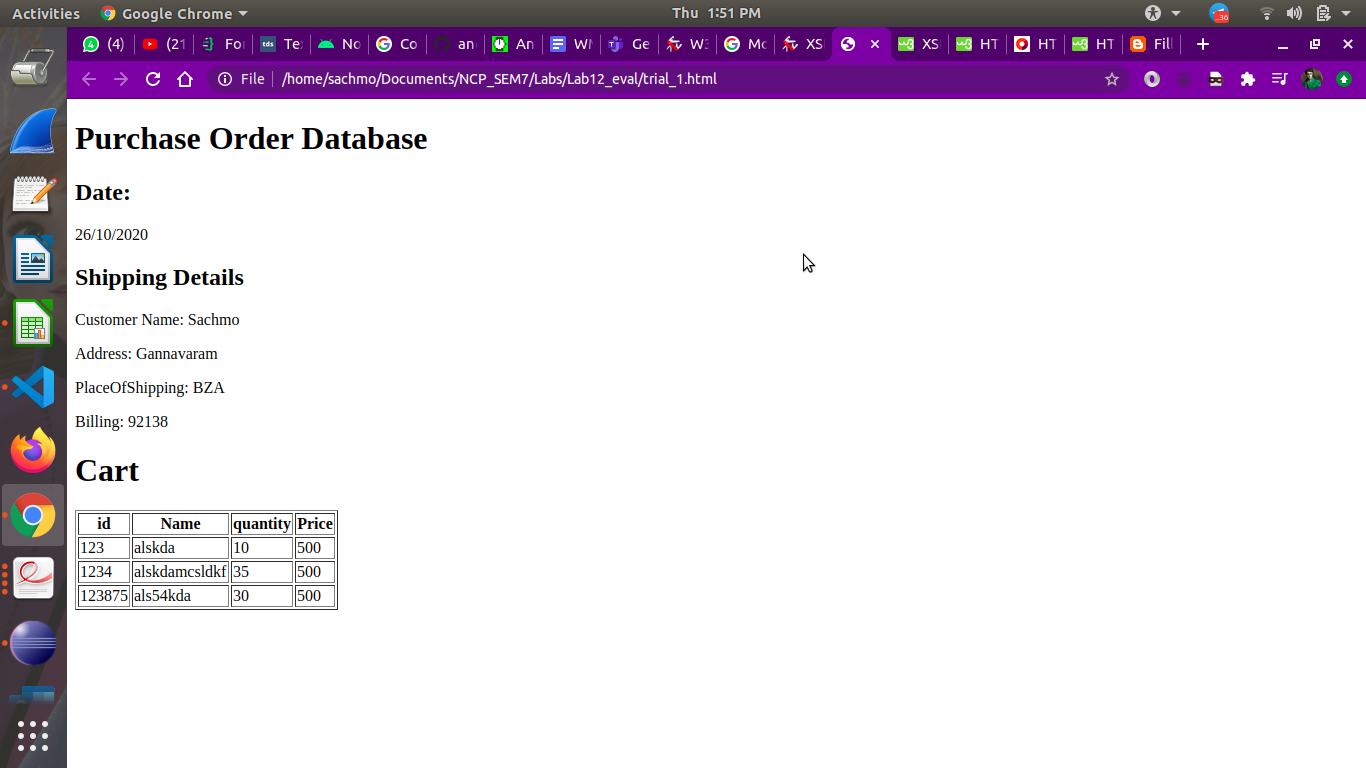 Activities Google Chrome Thu 1:51 PM 36
(4) (21 For Te: No Co an An WN Ge W3 Mc XS XS HT HT HT Fill
File /home/sachmo/Documents/NCP_SEM7/Labs/Lab12_eval/trial_1.html
Purchase Order Database
Date:
26/10/2020
Shipping Details
Customer Name: Sachmo
Address: Gannavaram
PlaceOfShipping: BZA
Billing: 92138
Cart
id Name quantity Price
123 alskda 10 500
1234 alskdamcsldkf 35 500
123875 als54kda 30 500